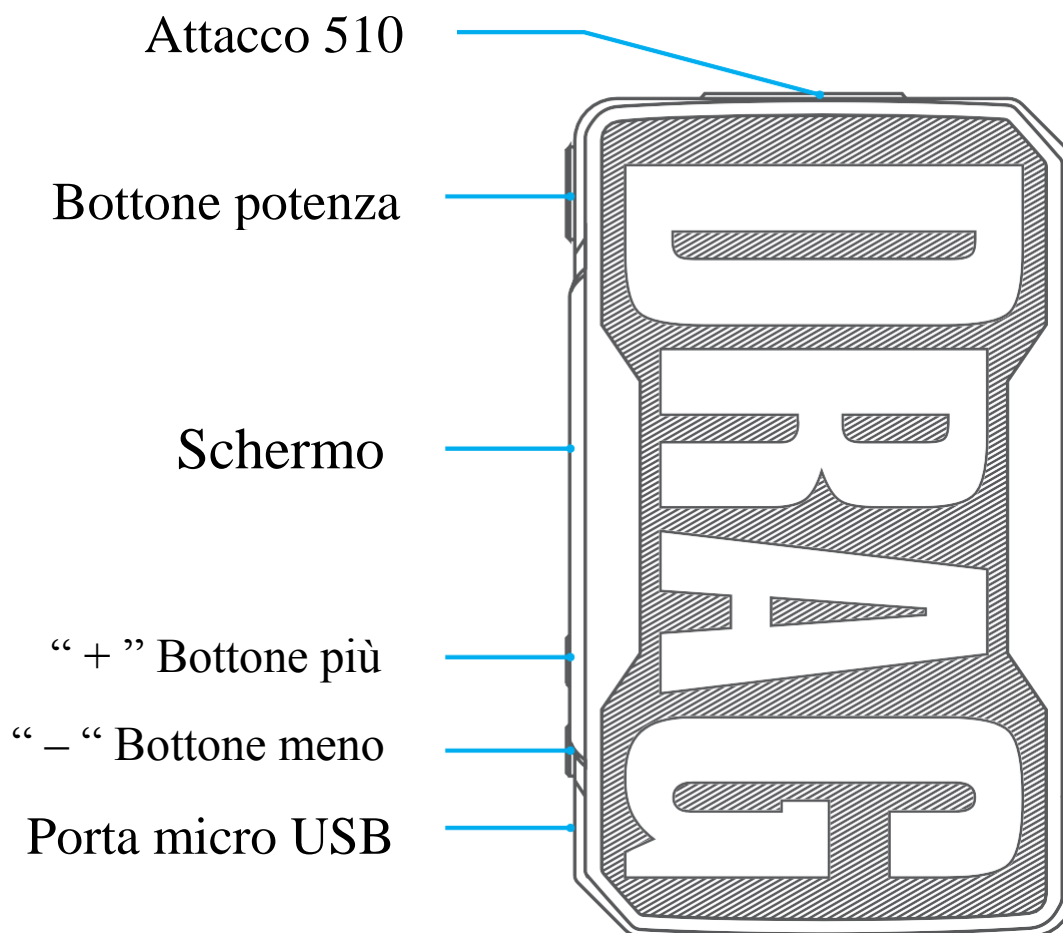 Attacco 510
Bottone potenza
Schermo
“ + ” Bottone più
“ – “ Bottone meno
Porta micro USB
DRAG